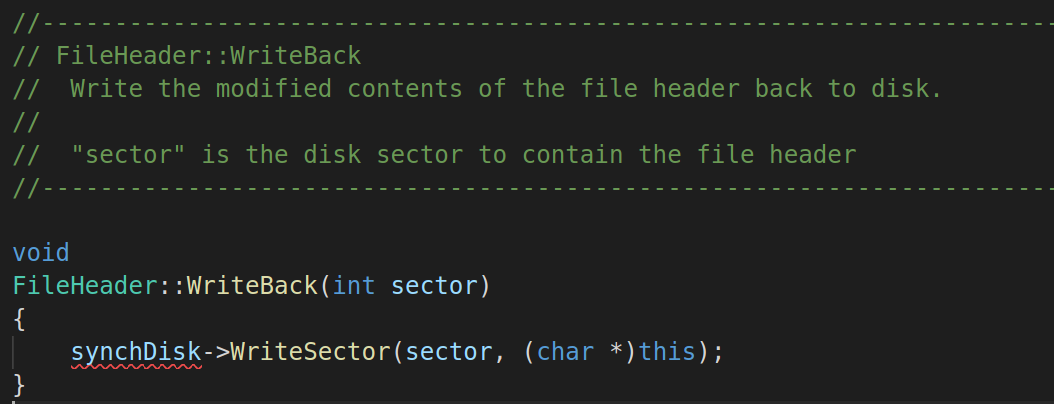 //----------------------------------------------------------------------
// FileHeader::WriteBack
//  Write the modified contents of the file header back to disk.
//
//  "sector" is the disk sector to contain the file header
//----------------------------------------------------------------------
void
FileHeader::WriteBack(int sector)
{
    synchDisk->WriteSector(sector, (char *)this);
}